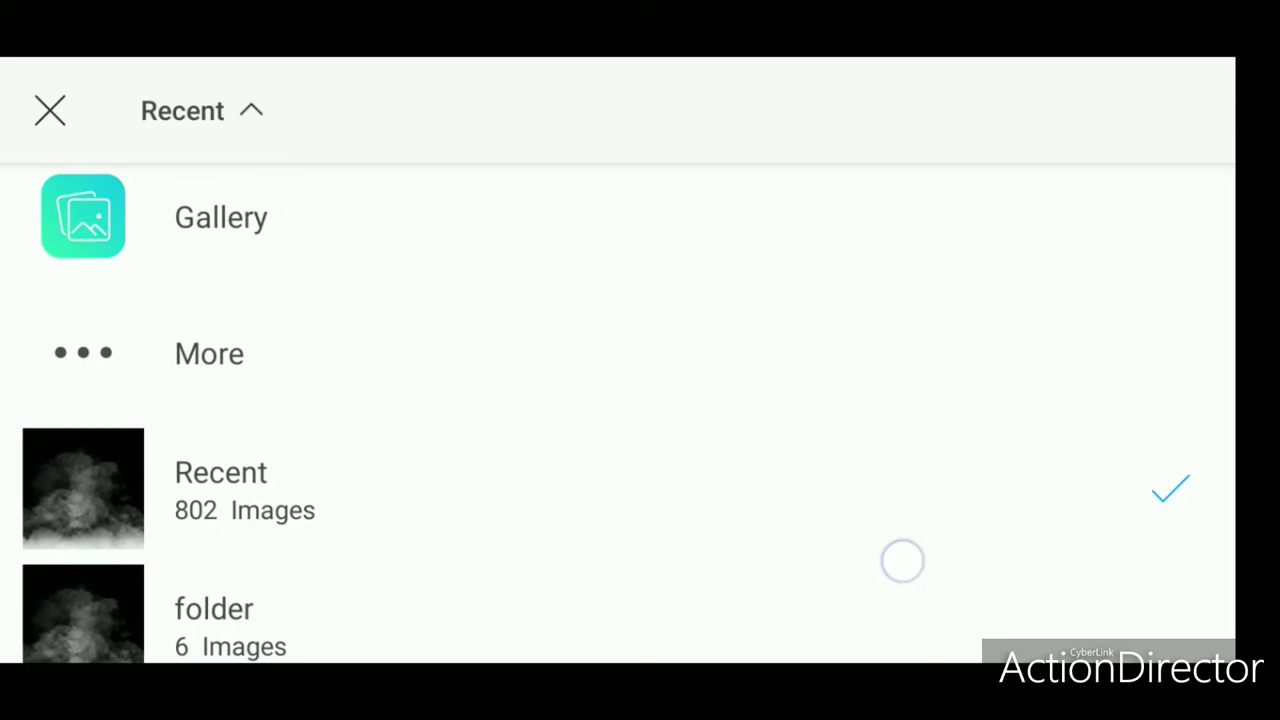 Recent
Gallery
More
Recent
802 Images
folder
6 Images
CyberLink
ActionDirector